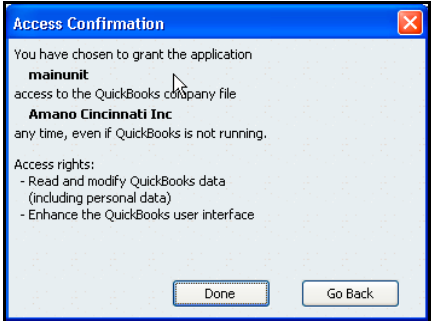 Access Confirmation
You have chosen to grant the application
mainunit
access to the QuickBooks company file
Amano Cincinnati Inc
any time, even if QuickBooks is not running.
Access rights:
- Read and modify QuickBooks data
(including personal data)
- Enhance the QuickBooks user interface
Done
Go Back